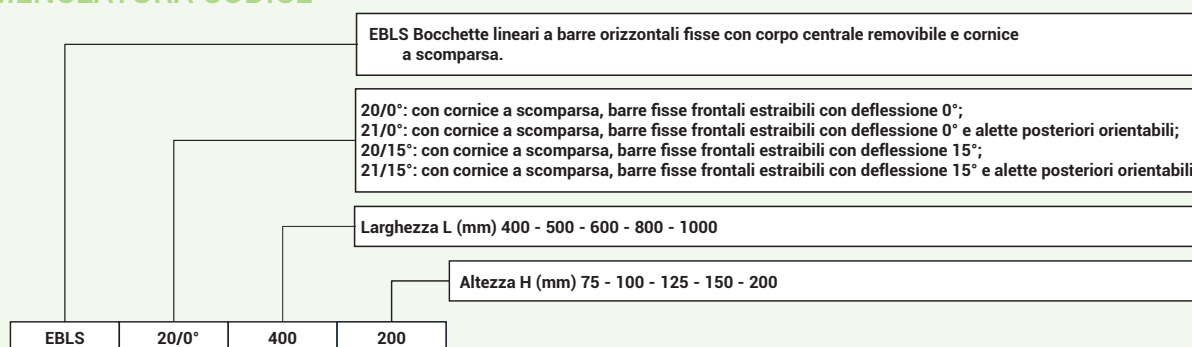 EBLS Bocchette lineari a barre orizzontali fisse con corpo centrale removibile e cornice
a scomparsa.
20/0°: con cornice a scomparsa, barre fisse frontali estraibili con deflessione 0°;
21/0°: con cornice a scomparsa, barre fisse frontali estraibili con deflessione 0° e alette posteriori orientabili;
20/15°: con cornice a scomparsa, barre fisse frontali estraibili con deflessione 15°;
21/15°: con cornice a scomparsa, barre fisse frontali estraibili con deflessione 15° e alette posteriori orientabili
Larghezza L (mm) 400 - 500 - 600 - 800 - 1000
Altezza H (mm) 75 - 100 - 125 - 150 - 200
EBLS 20/0° 400 200